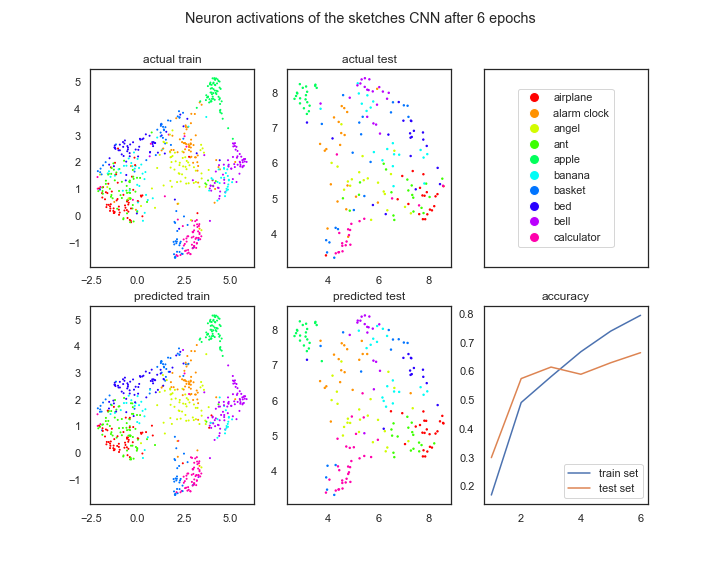 Neuron activations of the sketches CNN after 6 epochs
actual train
actual test
5
4
3
2
1
0
−1
−2.5 0.0 2.5 5.0
8
7
6
5
4
4 6 8
airplane
alarm clock
angel
ant
apple
banana
basket
bed
bell
calculator
predicted train
predicted test
accuracy
5
4
3
2
1
0
−1
−2.5 0.0 2.5 5.0
8
7
6
5
4
4 6 8
0.8
0.7
0.6
0.5
0.4
0.3
0.2
train set
test set
2 4 6